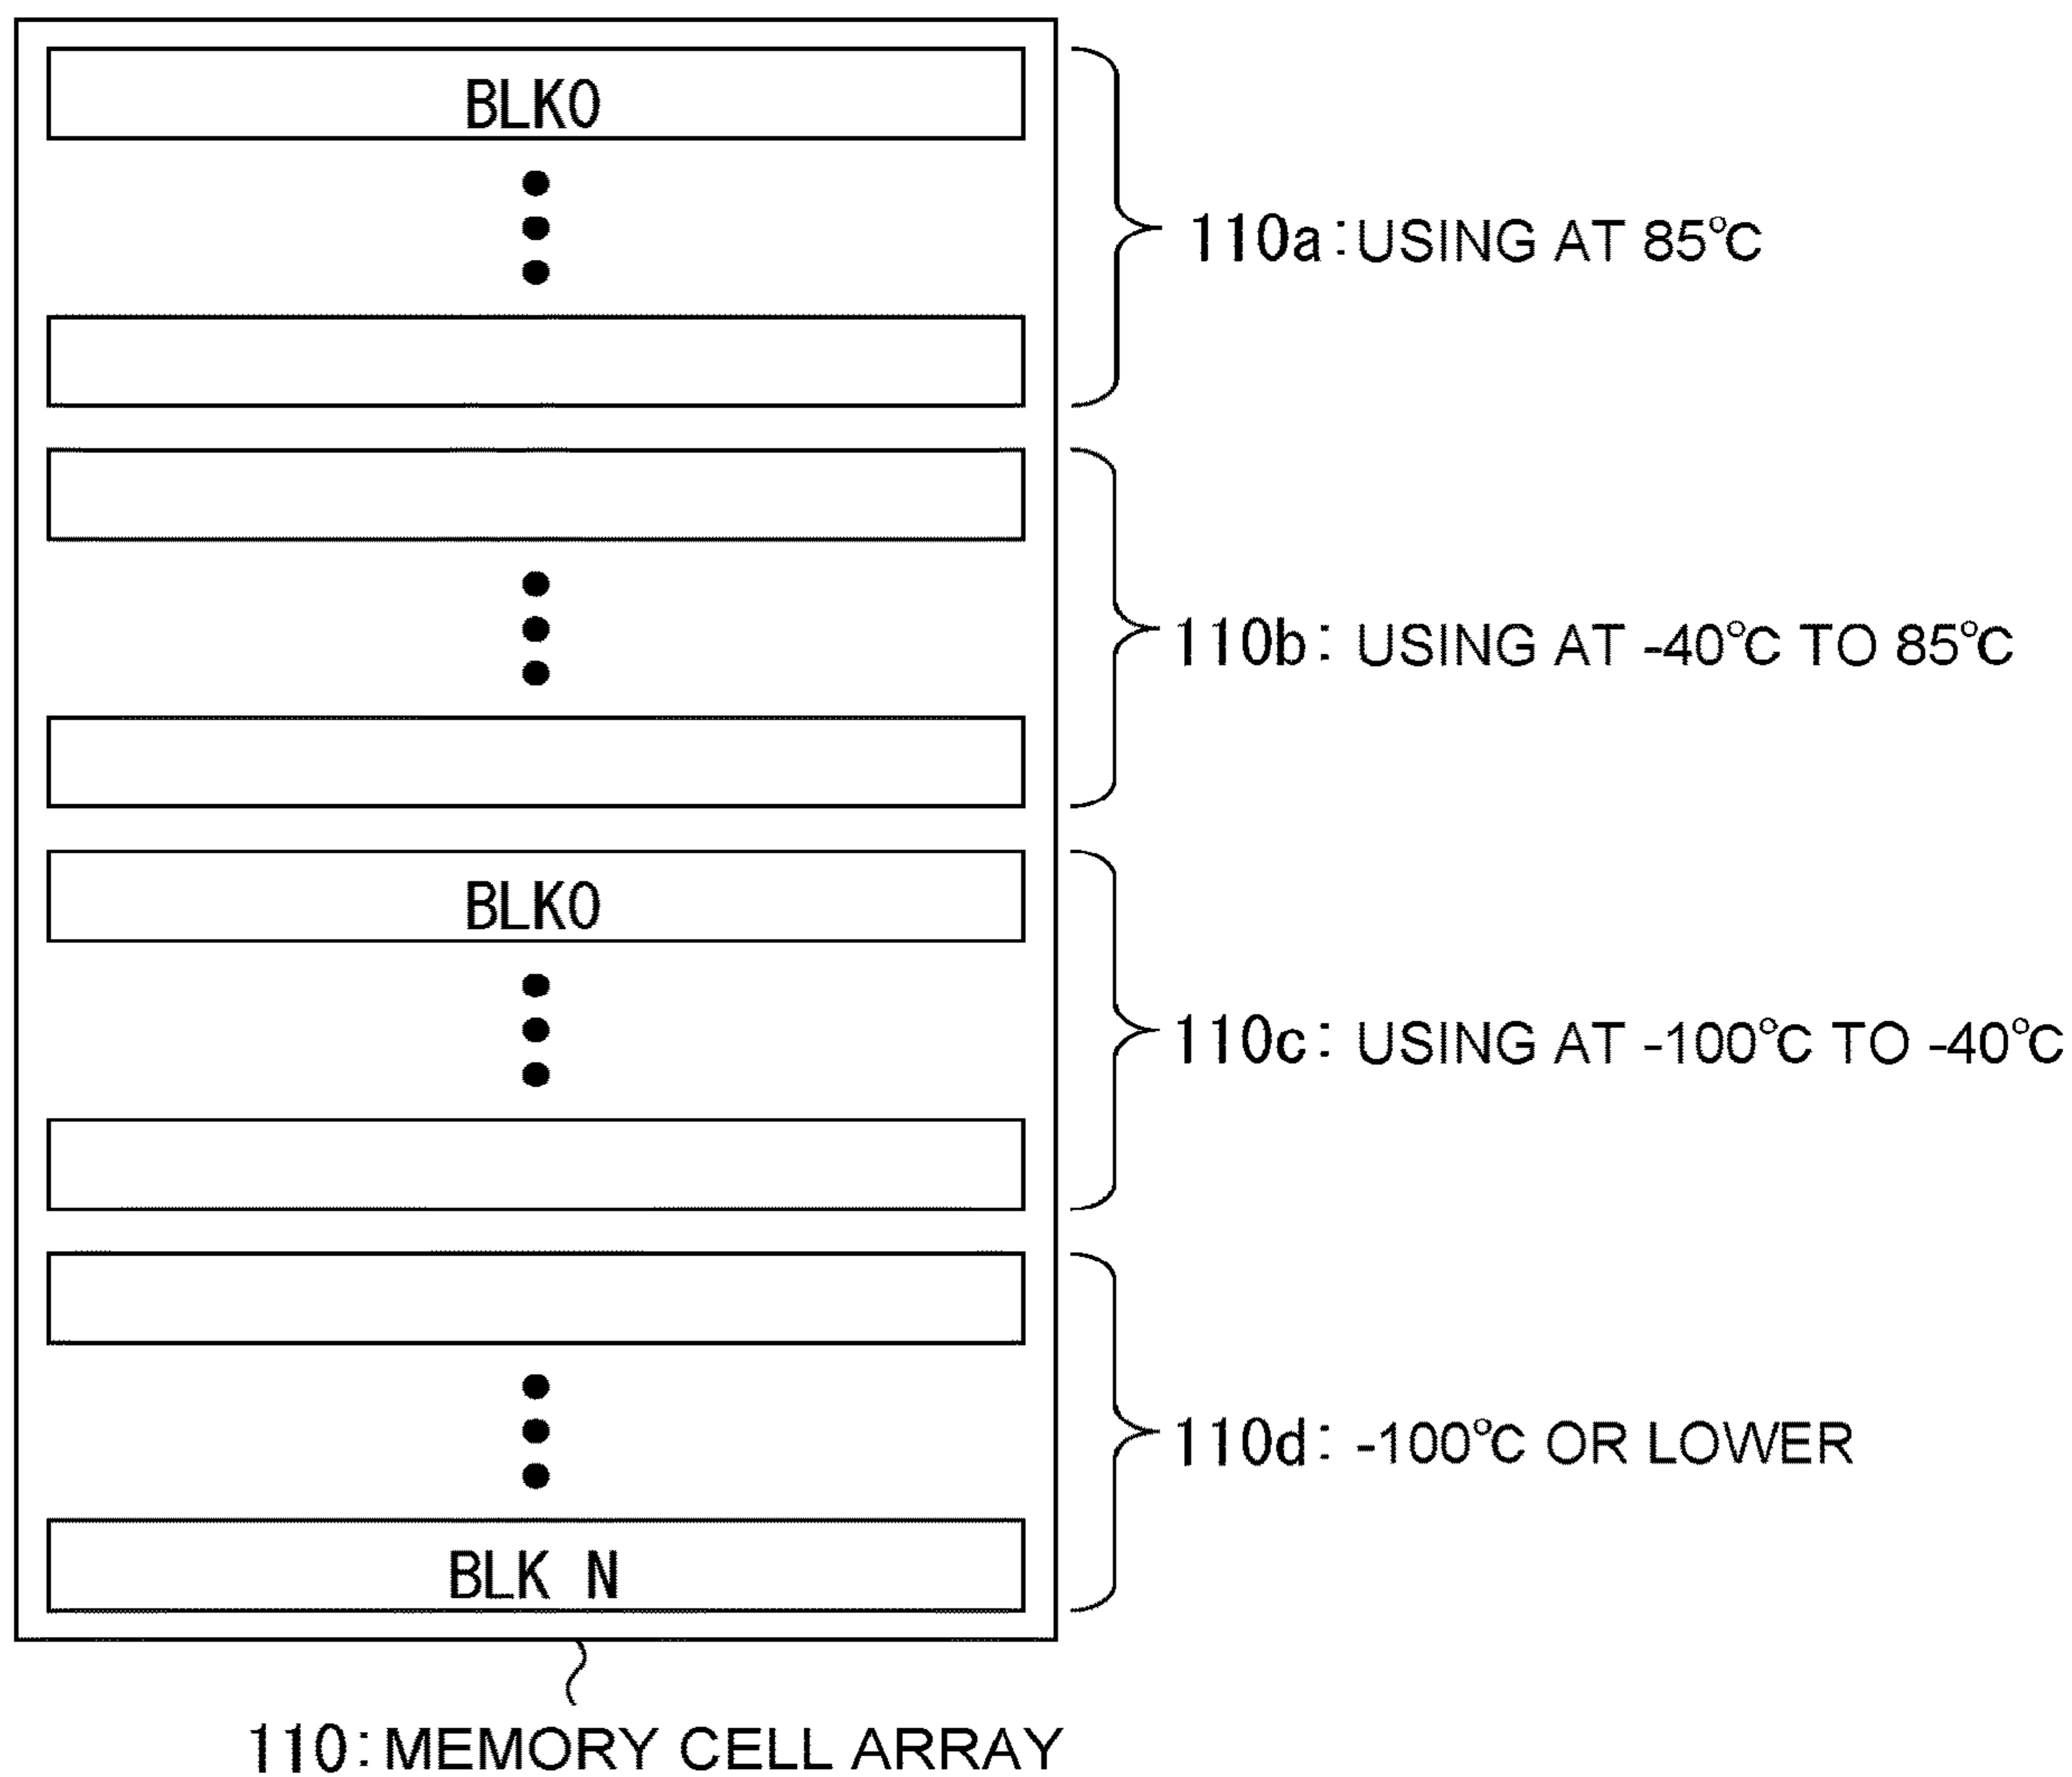 BLK0
110a:USING AT 85℃
110b: USING AT -40℃ TO 85℃
BLK0
110c: USING AT -100℃ TO -40℃
110d: -100℃ OR LOWER
BLK N
110:MEMORY CELL ARRAY